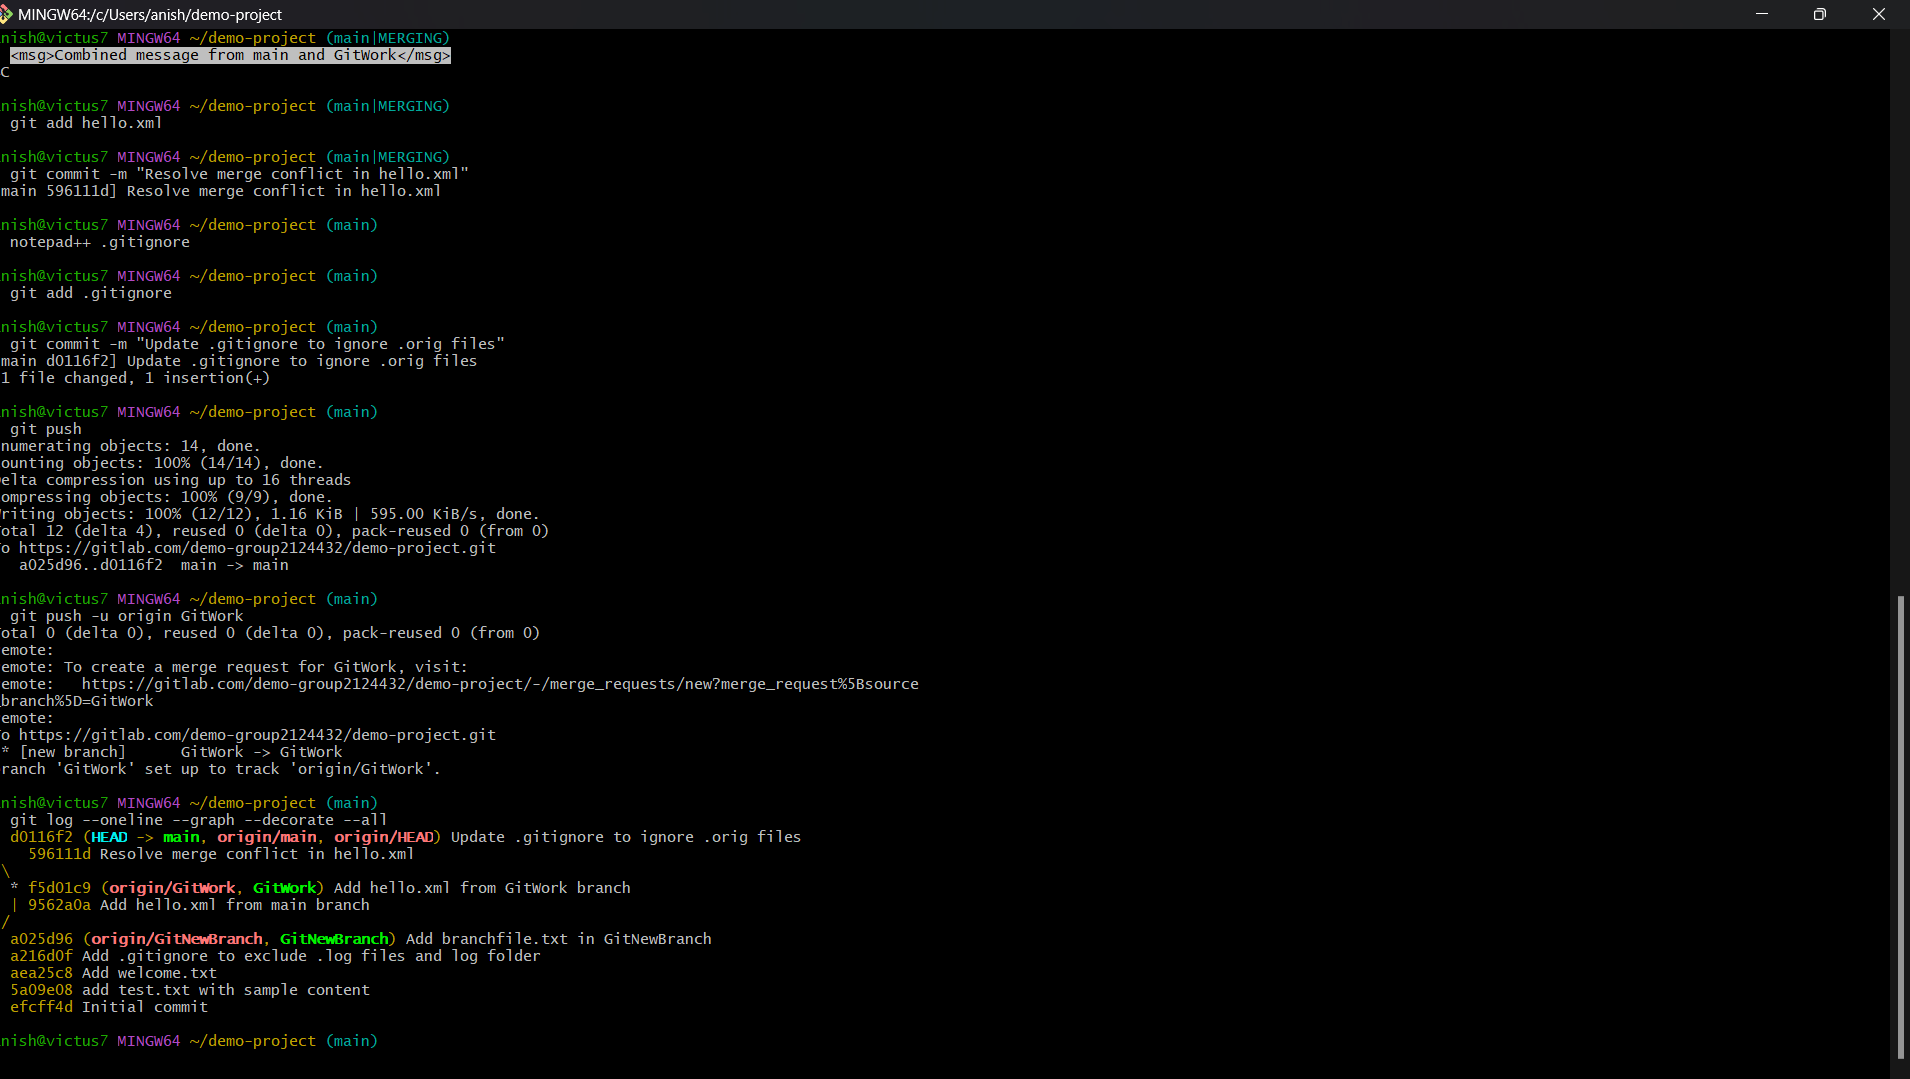 MINGW64:/c/Users/anish/demo-project
nish@victus7 MINGW64 ~/demo-project (main|MERGING)
<msg>Combined message from main and GitWork</msg>
C
nish@victus7 MINGW64 ~/demo-project (main|MERGING)
git add hello.xml
nish@victus7 MINGW64 ~/demo-project (main|MERGING)
git commit -m "Resolve merge conflict in hello.xml"
main 596111d] Resolve merge conflict in hello.xml
nish@victus7 MINGW64 ~/demo-project (main)
notepad++ .gitignore
nish@victus7 MINGW64 ~/demo-project (main)
git add .gitignore
nish@victus7 MINGW64 ~/demo-project (main)
git commit -m "Update .gitignore to ignore .orig files"
main d0116f2] Update .gitignore to ignore .orig files
1 file changed, 1 insertion(+)
nish@victus7 MINGW64 ~/demo-project (main)
git push
numerating objects: 14, done.
ounting objects: 100% (14/14), done.
elta compression using up to 16 threads
ompressing objects: 100% (9/9), done.
riting objects: 100% (12/12), 1.16 KiB | 595.00 KiB/s, done.
otal 12 (delta 4), reused 0 (delta 0), pack-reused 0 (from 0)
o https://gitlab.com/demo-group2124432/demo-project.git
a025d96..d0116f2  main -> main
nish@victus7 MINGW64 ~/demo-project (main)
git push -u origin GitWork
otal 0 (delta 0), reused 0 (delta 0), pack-reused 0 (from 0)
emote:
emote: To create a merge request for GitWork, visit:
emote:   https://gitlab.com/demo-group2124432/demo-project/-/merge_requests/new?merge_request%5Bsource
_branch%5D=GitWork
emote:
o https://gitlab.com/demo-group2124432/demo-project.git
* [new branch]      GitWork -> GitWork
ranch 'GitWork' set up to track 'origin/GitWork'.
nish@victus7 MINGW64 ~/demo-project (main)
git log --oneline --graph --decorate --all
d0116f2 (HEAD -> main, origin/main, origin/HEAD) Update .gitignore to ignore .orig files
596111d Resolve merge conflict in hello.xml
\
* f5d01c9 (origin/GitWork, GitWork) Add hello.xml from GitWork branch
| 9562a0a Add hello.xml from main branch
/
a025d96 (origin/GitNewBranch, GitNewBranch) Add branchfile.txt in GitNewBranch
a216d0f Add .gitignore to exclude .log files and log folder
aea25c8 Add welcome.txt
5a09e08 add test.txt with sample content
efcff4d Initial commit
nish@victus7 MINGW64 ~/demo-project (main)